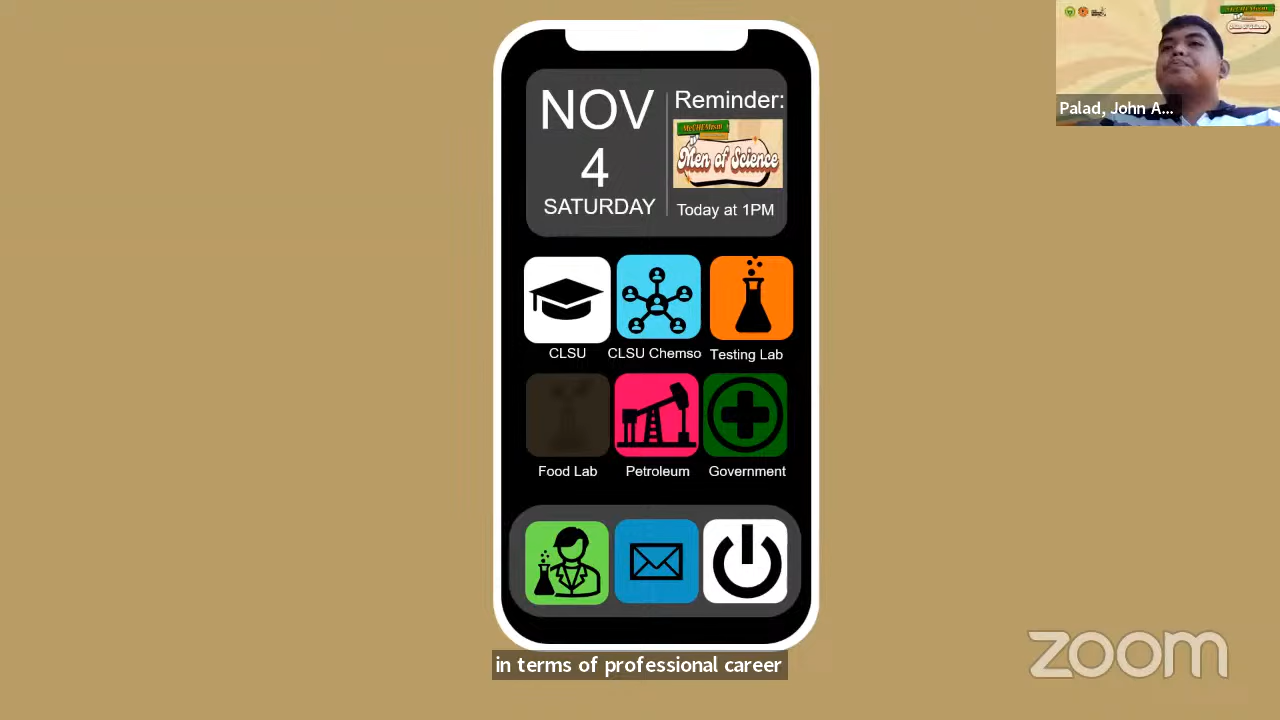 NOV
4
SATURDAY
Reminder:
MeCHEMusta
Men of Science
Today at 1PM
CLSU
CLSU Chemso
Testing Lab
Food Lab
Petroleum
Government
Palad, John A...
in terms of professional career
zoom